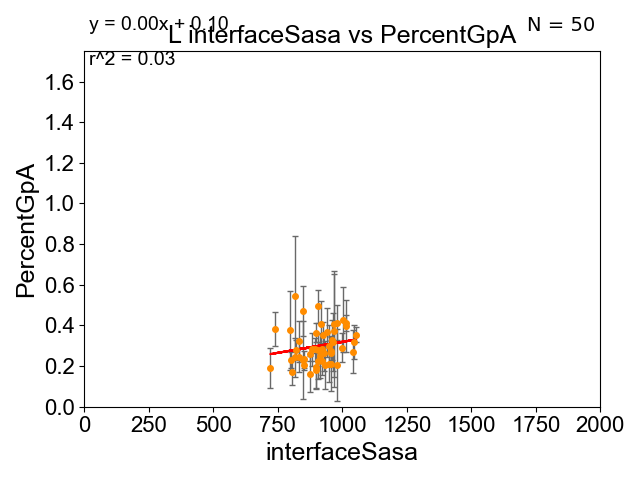 y = 0.00x + 0.10
N = 50
L interfaceSasa vs PercentGpA
r^2 = 0.03
PercentGpA
1.6
1.4
1.2
1.0
0.8
0.6
0.4
0.2
0.0
0 250 500 750 1000 1250 1500 1750 2000
interfaceSasa